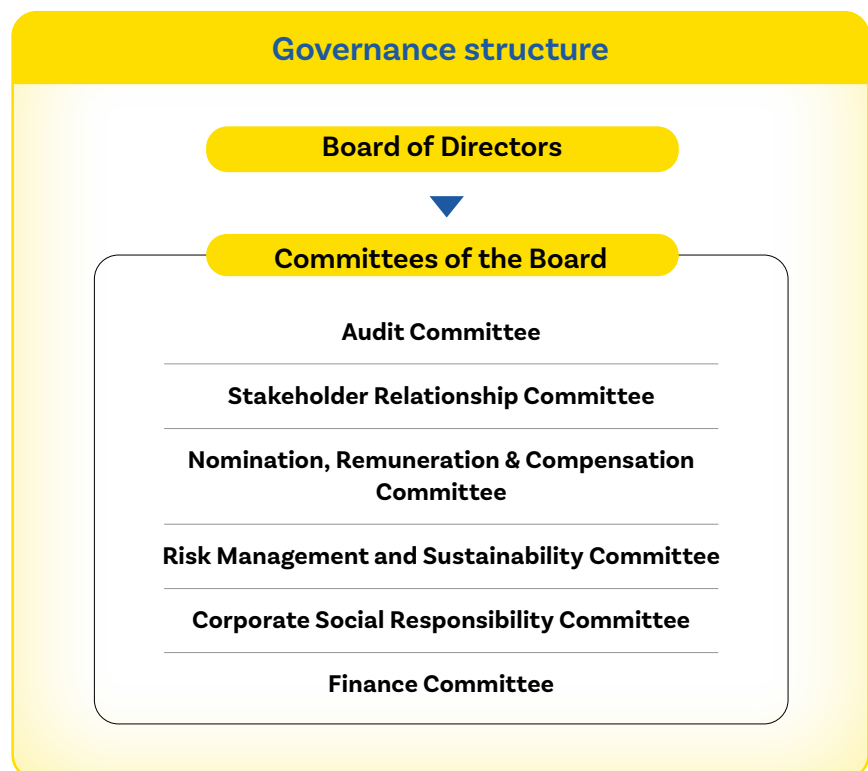 Governance structure
Board of Directors
Committees of the Board
Audit Committee
Stakeholder Relationship Committee
Nomination, Remuneration & Compensation
Committee
Risk Management and Sustainability Committee
Corporate Social Responsibility Committee
Finance Committee